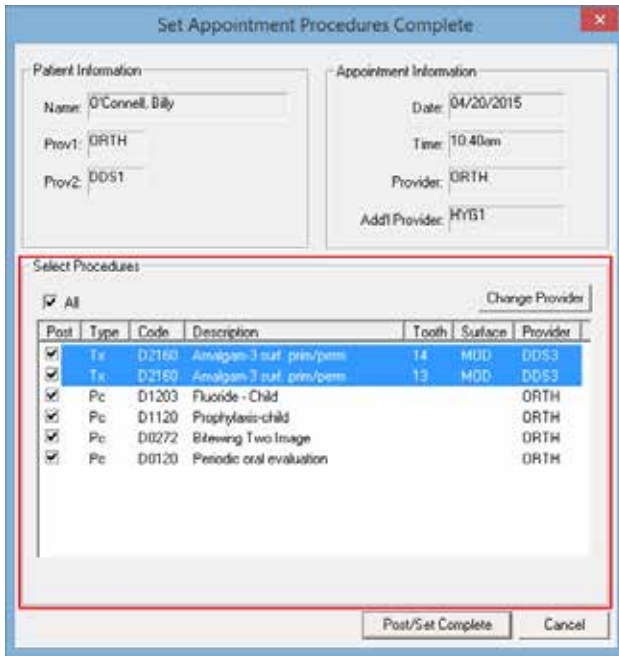 Set Appointment Procedures Complete
Patient Information
Name: O'Connell, Billy
Prov1: ORTH
Prov2: DDS1
Appointment Information
Date: 04/20/2015
Time: 10:40am
Provider: ORTH
Add'l Provider: HYG1
Select Procedures
All
Change Provider
Post Type Code Description Tooth Surface Provider
Tx D2160 Amalgam-3 surf. prim/perm 14 MOD DDS3
Tx D2160 Amalgam-3 surf. prim/perm 13 MOD DDS3
Pc D1203 Fluoride - Child ORTH
Pc D1120 Prophylaxis-child ORTH
Pc D0272 Bitewing Two Image ORTH
Pc D0120 Periodic oral evaluation ORTH
Post/Set Complete Cancel